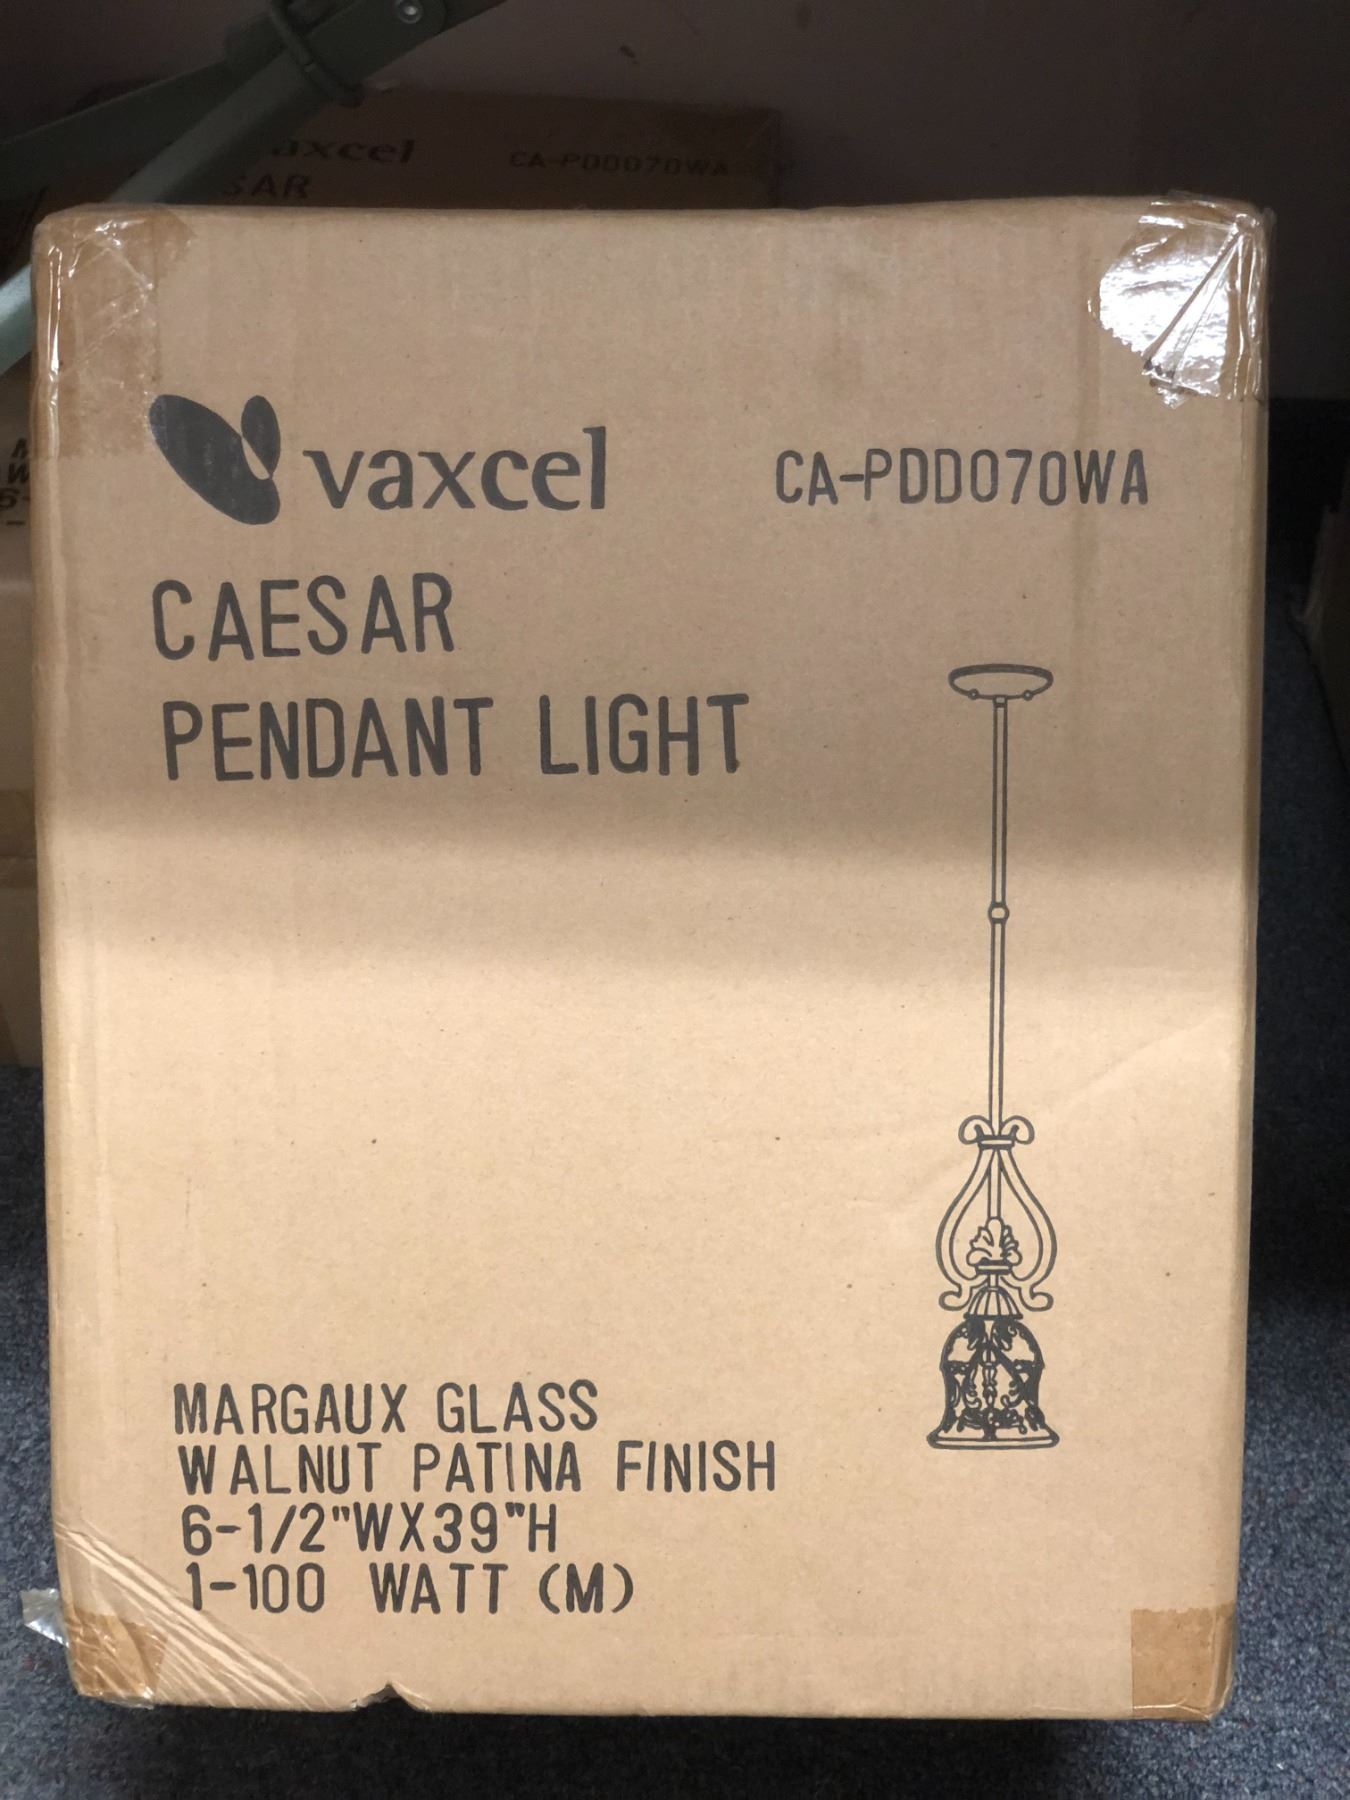 axcel CA-PDD070WA
SAR
vaxcel CA-PDD070WA
CAESAR
PENDANT LIGHT
MARGAUX GLASS
WALNUT PATINA FINISH
6-1/2"WX39"H
1-100 WATT (M)